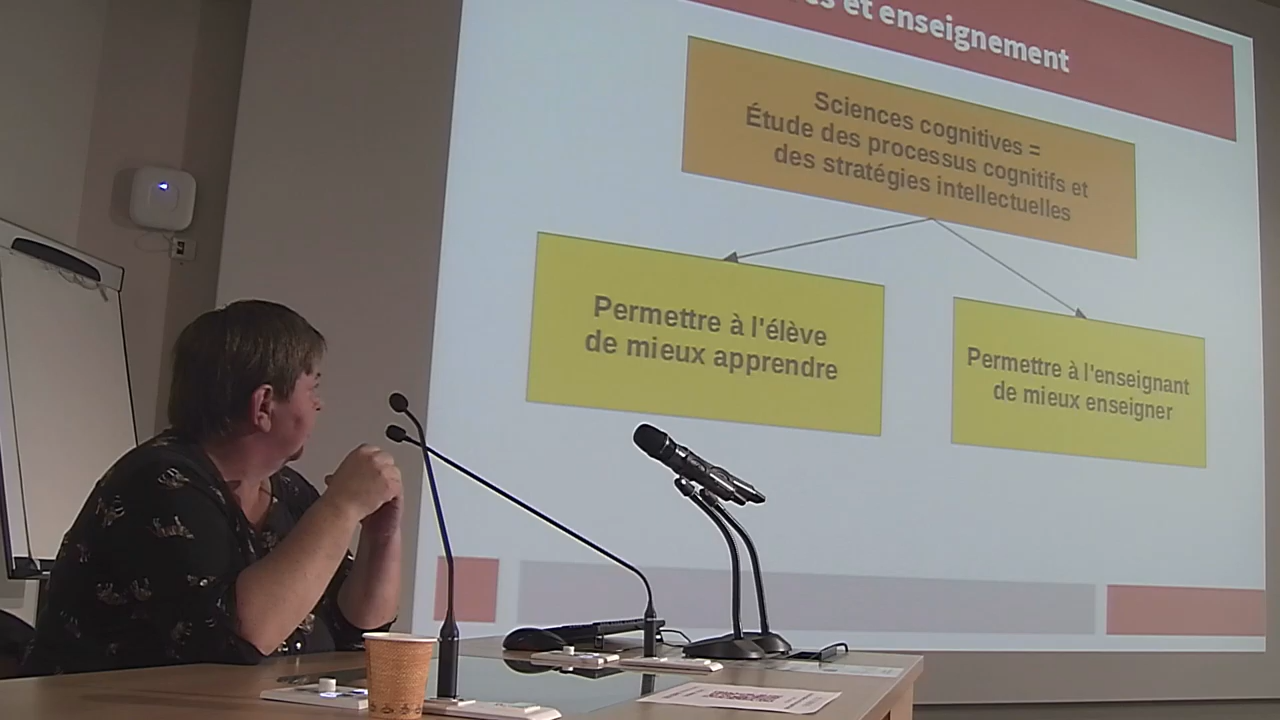 et enseignement
Sciences cognitives =
Étude des processus cognitifs et
des stratégies intellectuelles
Permettre à l'élève
de mieux apprendre
Permettre à l'enseignant
de mieux enseigner